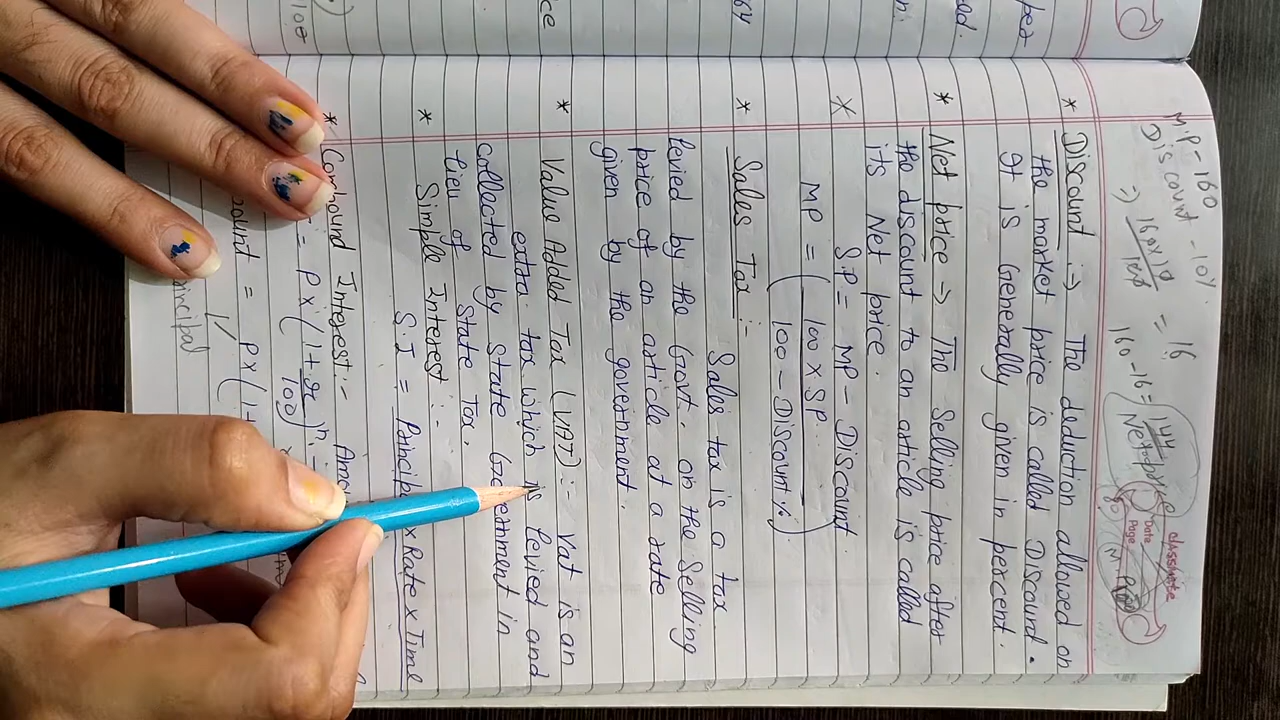 MP - 160
Discount - 10%
⇒ 160×10 / 100 = 16
160 - 16 = 144
Net price
classmate
Date
Page
* Discount :→ The deduction allowed on
the market price is called Discount.
It is Generally given in percent.
* Net price → The Selling price after
the discount to an article is called
its Net price.
* S.P = MP - Discount
MP = ( 100 × SP / 100 - Discount % )
* Sales Tax :-
Sales tax is a tax
levied by the Govt. on the Selling
price of an article at a rate
given by the government.
* Value Added Tax (VAT) :- Vat is an
extra tax which is levied and
collected by State Government in
lieu of State Tax.
* Simple Interest :-
S.I = Principal × Rate × Time
* Compound Interest :-
= P × (1 + r/100)ⁿ
ount = P × (1+